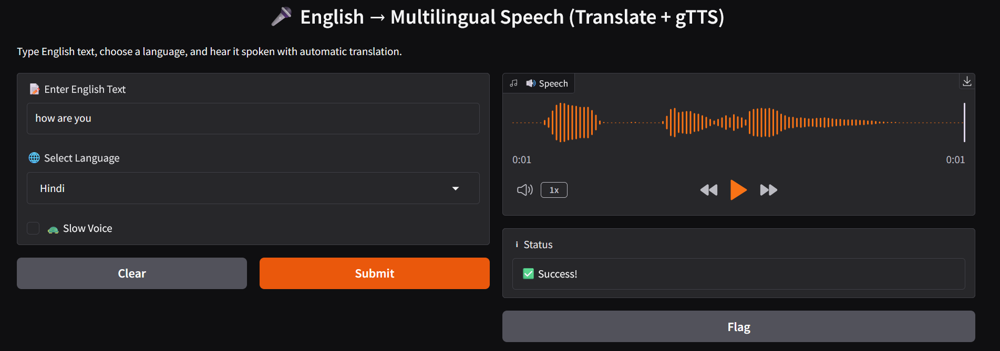 🎤 English → Multilingual Speech (Translate + gTTS)
Type English text, choose a language, and hear it spoken with automatic translation.
📝 Enter English Text
how are you
🌐 Select Language
Hindi
🐢 Slow Voice
Clear
Submit
🔊 Speech
0:01
0:01
1x
ℹ Status
✅ Success!
Flag